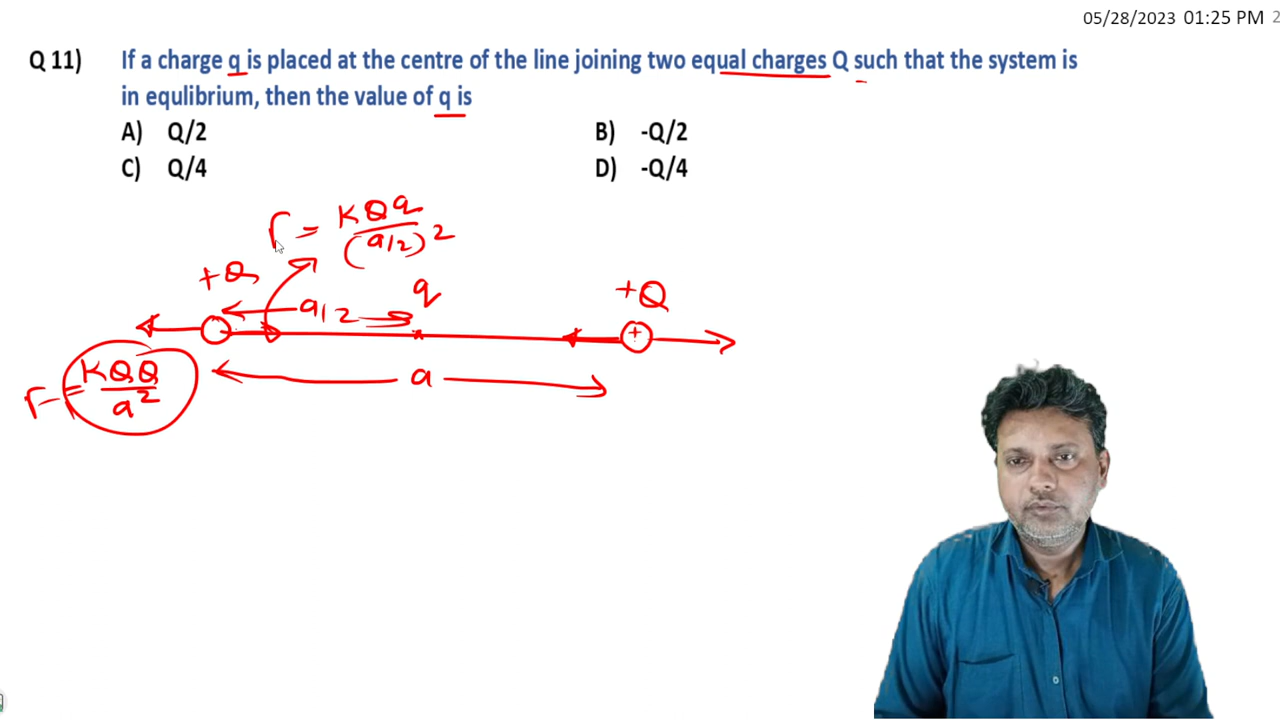 05/28/2023 01:25 PM 2
Q 11) If a charge q is placed at the centre of the line joining two equal charges Q such that the system is
in equlibrium, then the value of q is
A) Q/2 B) -Q/2
C) Q/4 D) -Q/4
F = KQq/(a/2)²
+Q q +Q
a/2
+
F = KQQ/a²
a